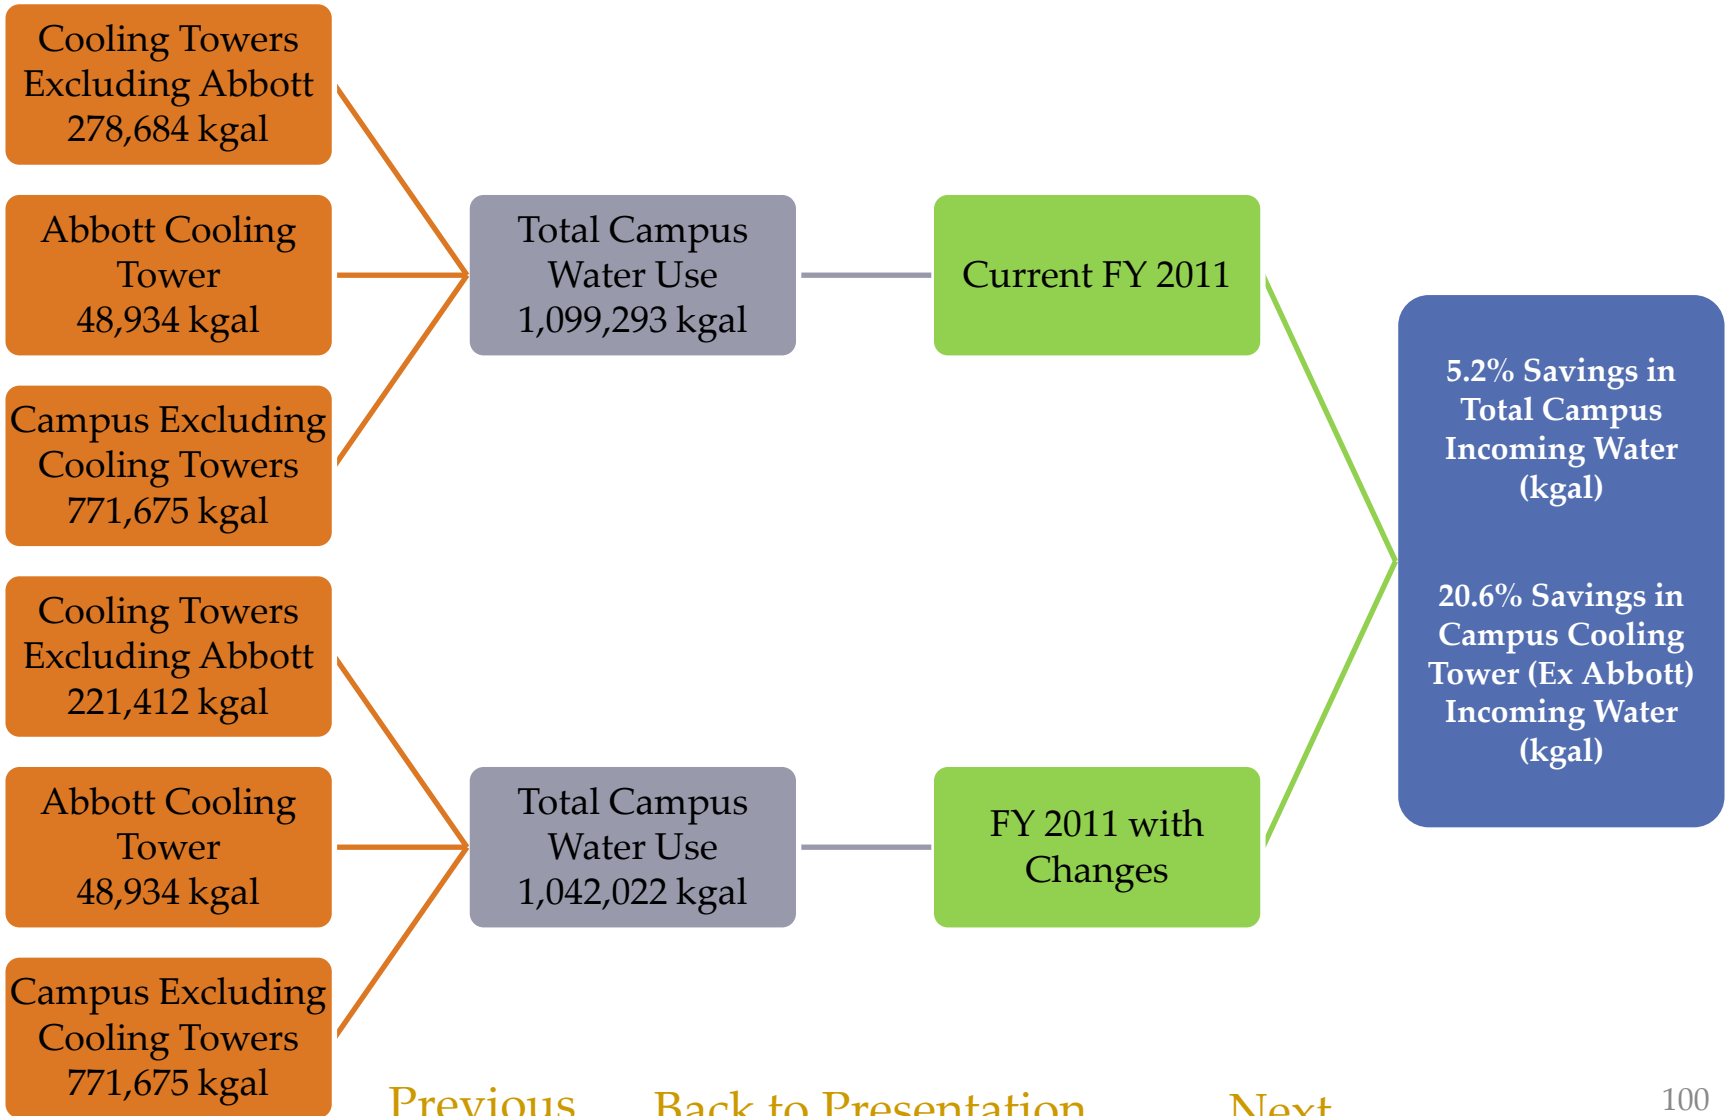 Cooling Towers
Excluding Abbott
278,684 kgal
Abbott Cooling
Tower
48,934 kgal
Campus Excluding
Cooling Towers
771,675 kgal
Total Campus
Water Use
1,099,293 kgal
Current FY 2011
Cooling Towers
Excluding Abbott
221,412 kgal
Abbott Cooling
Tower
48,934 kgal
Campus Excluding
Cooling Towers
771,675 kgal
Total Campus
Water Use
1,042,022 kgal
FY 2011 with
Changes
5.2% Savings in
Total Campus
Incoming Water
(kgal)
20.6% Savings in
Campus Cooling
Tower (Ex Abbott)
Incoming Water
(kgal)
Previous
Back to Presentation
Next
100